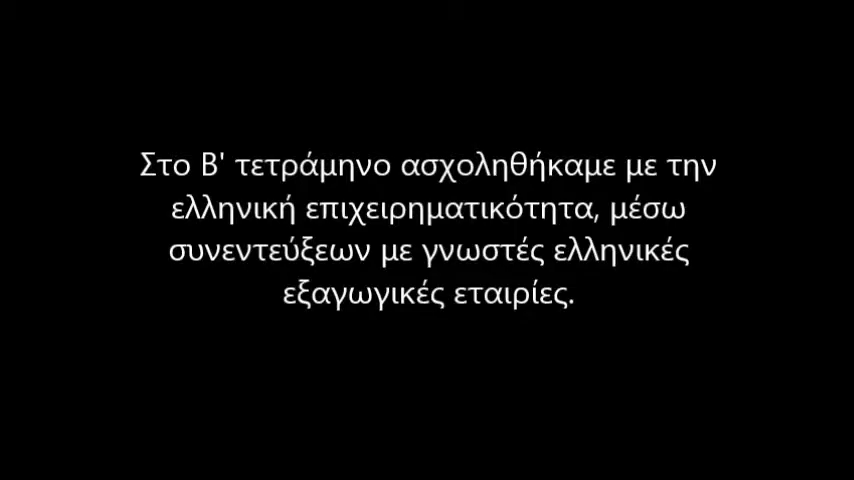 Στο Β' τετράμηνο ασχοληθήκαμε με την
ελληνική επιχειρηματικότητα, μέσω
συνεντεύξεων με γνωστές ελληνικές
εξαγωγικές εταιρίες.